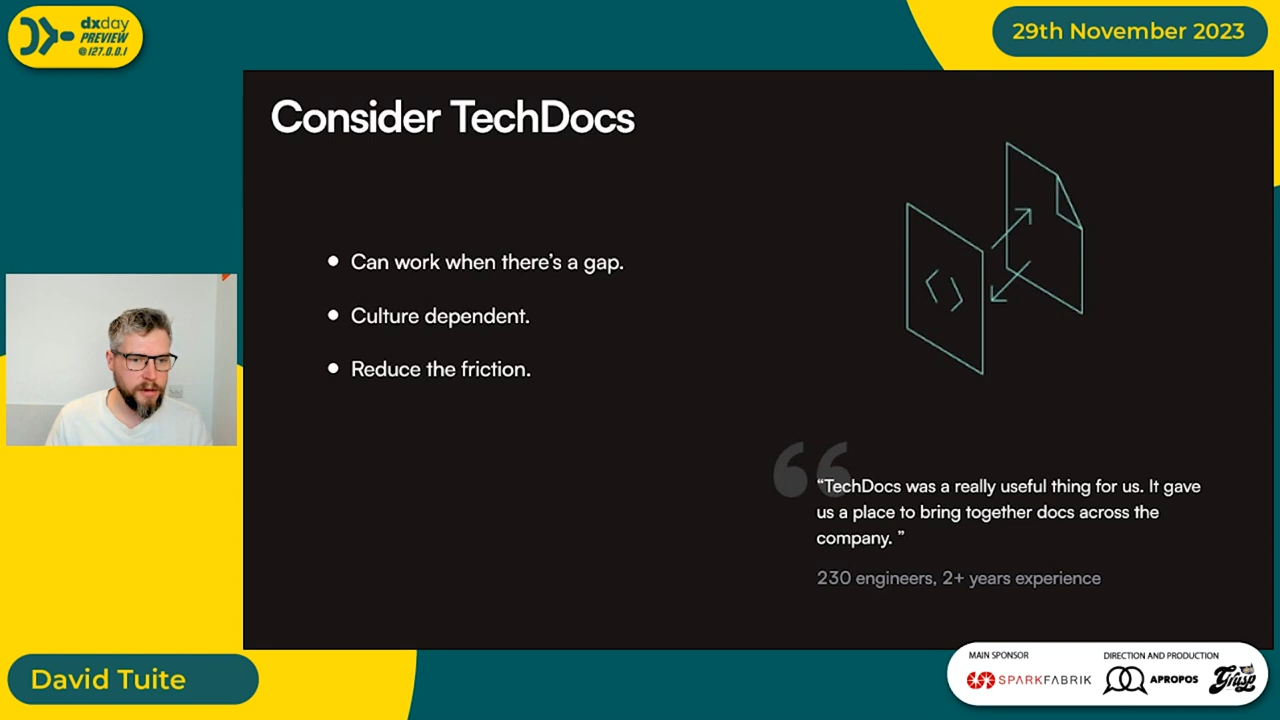 dxday
PREVIEW
@127.0.0.1
29th November 2023
Consider TechDocs
Can work when there's a gap.
Culture dependent.
Reduce the friction.
“TechDocs was a really useful thing for us. It gave
us a place to bring together docs across the
company. ”
230 engineers, 2+ years experience
David Tuite
MAIN SPONSOR
SPARKFABRIK
DIRECTION AND PRODUCTION
APROPOS
Grusp